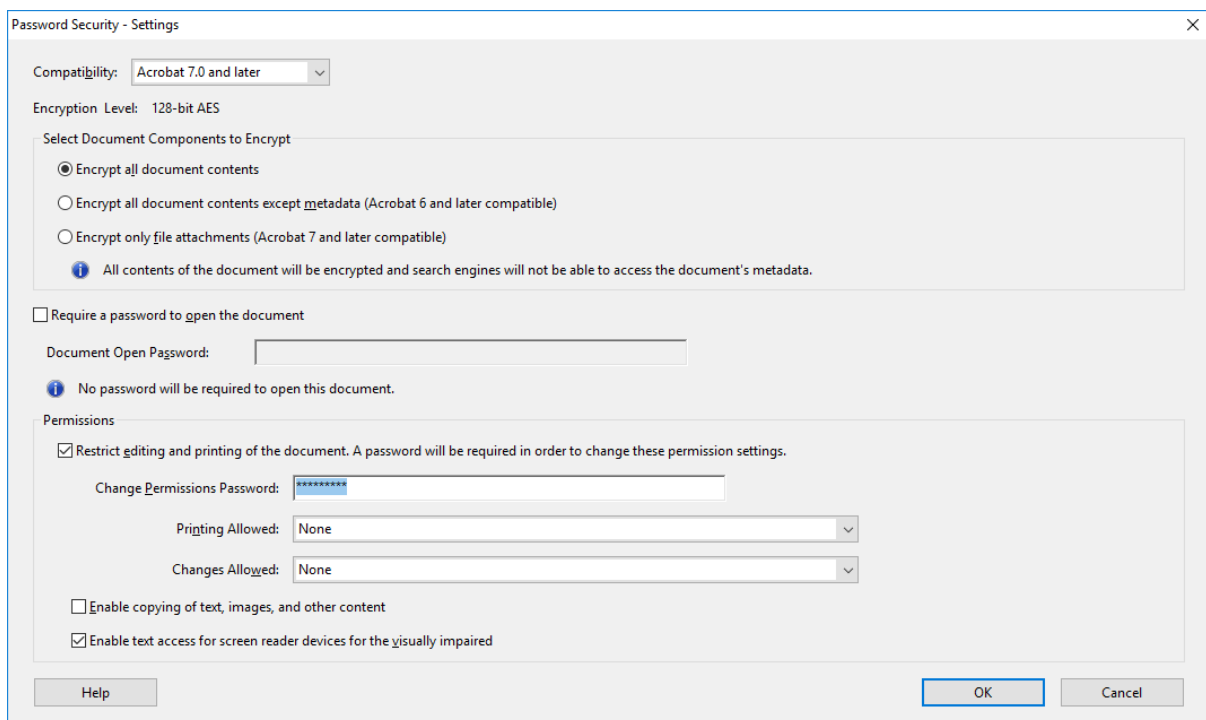 Password Security - Settings
Compatibility: Acrobat 7.0 and later
Encryption Level: 128-bit AES
Select Document Components to Encrypt
Encrypt all document contents
Encrypt all document contents except metadata (Acrobat 6 and later compatible)
Encrypt only file attachments (Acrobat 7 and later compatible)
All contents of the document will be encrypted and search engines will not be able to access the document's metadata.
Require a password to open the document
Document Open Password:
No password will be required to open this document.
Permissions
Restrict editing and printing of the document. A password will be required in order to change these permission settings.
Change Permissions Password: *********
Printing Allowed: None
Changes Allowed: None
Enable copying of text, images, and other content
Enable text access for screen reader devices for the visually impaired
Help OK Cancel